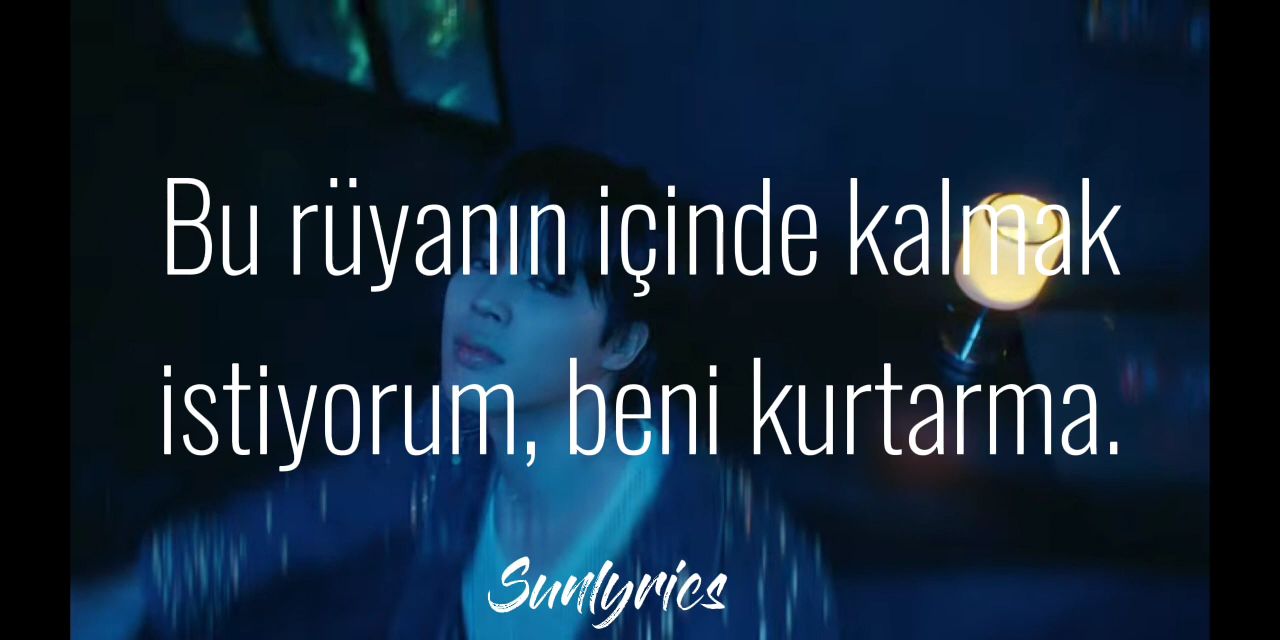 Bu rüyanın içinde kalmak
istiyorum, beni kurtarma.
Sunlyrics